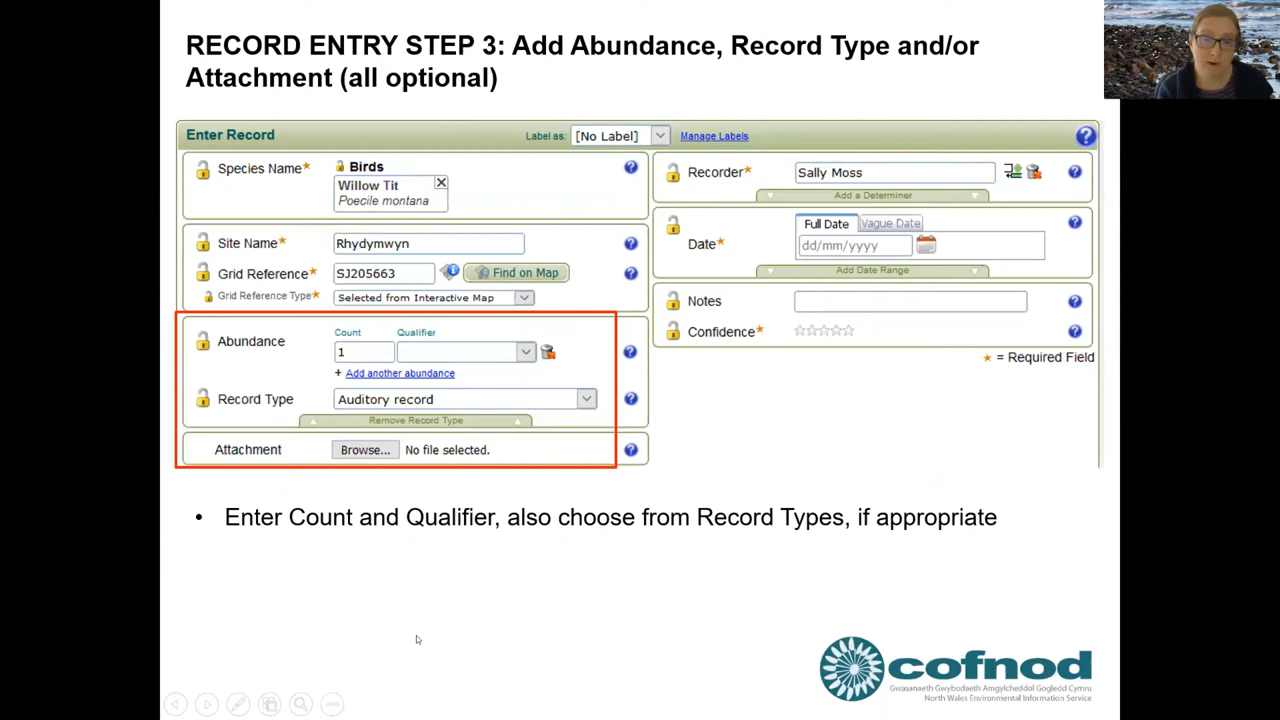 RECORD ENTRY STEP 3: Add Abundance, Record Type and/or
Attachment (all optional)
Enter Record
Label as: [No Label] Manage Labels
Species Name* Birds
Willow Tit
Poecile montana
Site Name* Rhydymwyn
Grid Reference* SJ205663 Find on Map
Grid Reference Type* Selected from Interactive Map
Abundance
Count Qualifier
1
+ Add another abundance
Record Type Auditory record
Remove Record Type
Attachment Browse... No file selected.
Recorder* Sally Moss
Add a Determiner
Full Date Vague Date
Date* dd/mm/yyyy
Add Date Range
Notes
Confidence*
* = Required Field
• Enter Count and Qualifier, also choose from Record Types, if appropriate
cofnod
Gwasanaeth Gwybodaeth Amgylcheddol Gogledd Cymru
North Wales Environmental Information Service